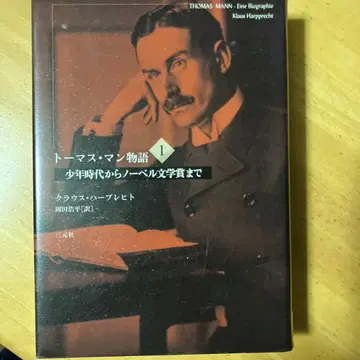 THOMAS MANN・Eine Biographie
Klaus Harpprecht
トーマス・マン物語 I
少年時代からノーベル文学賞まで
クラウス・ハープレヒト
岡田浩平[訳]
三元社